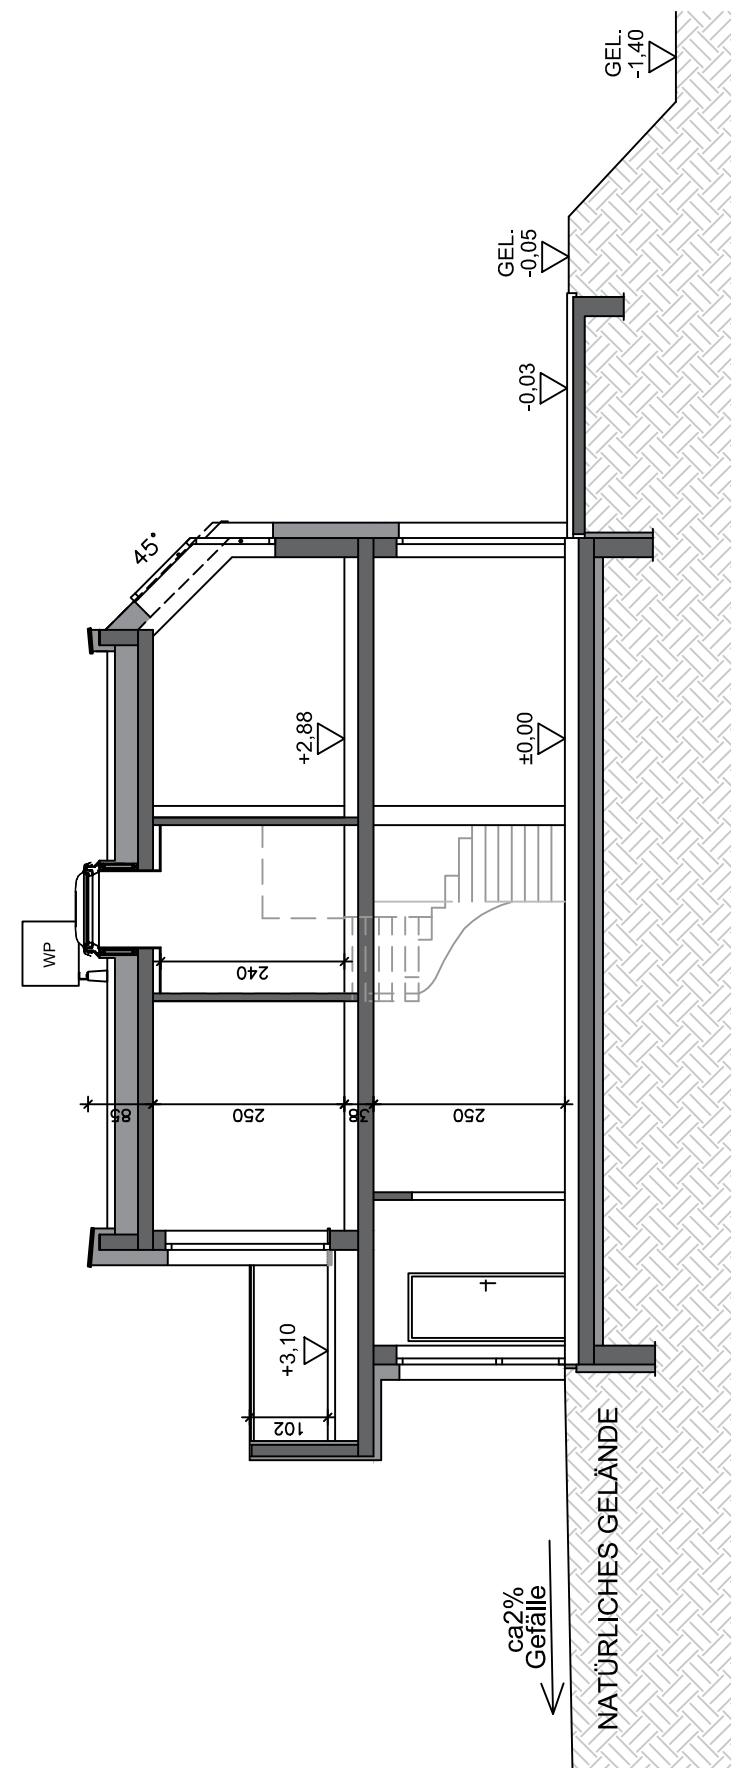 GEL.
-1,40
GEL.
-0,05
-0,03
45°
+2,88
±0,00
WP
240
85
250
38
250
+3,10
102
ca2%
Gefälle
NATÜRLICHES GELÄNDE